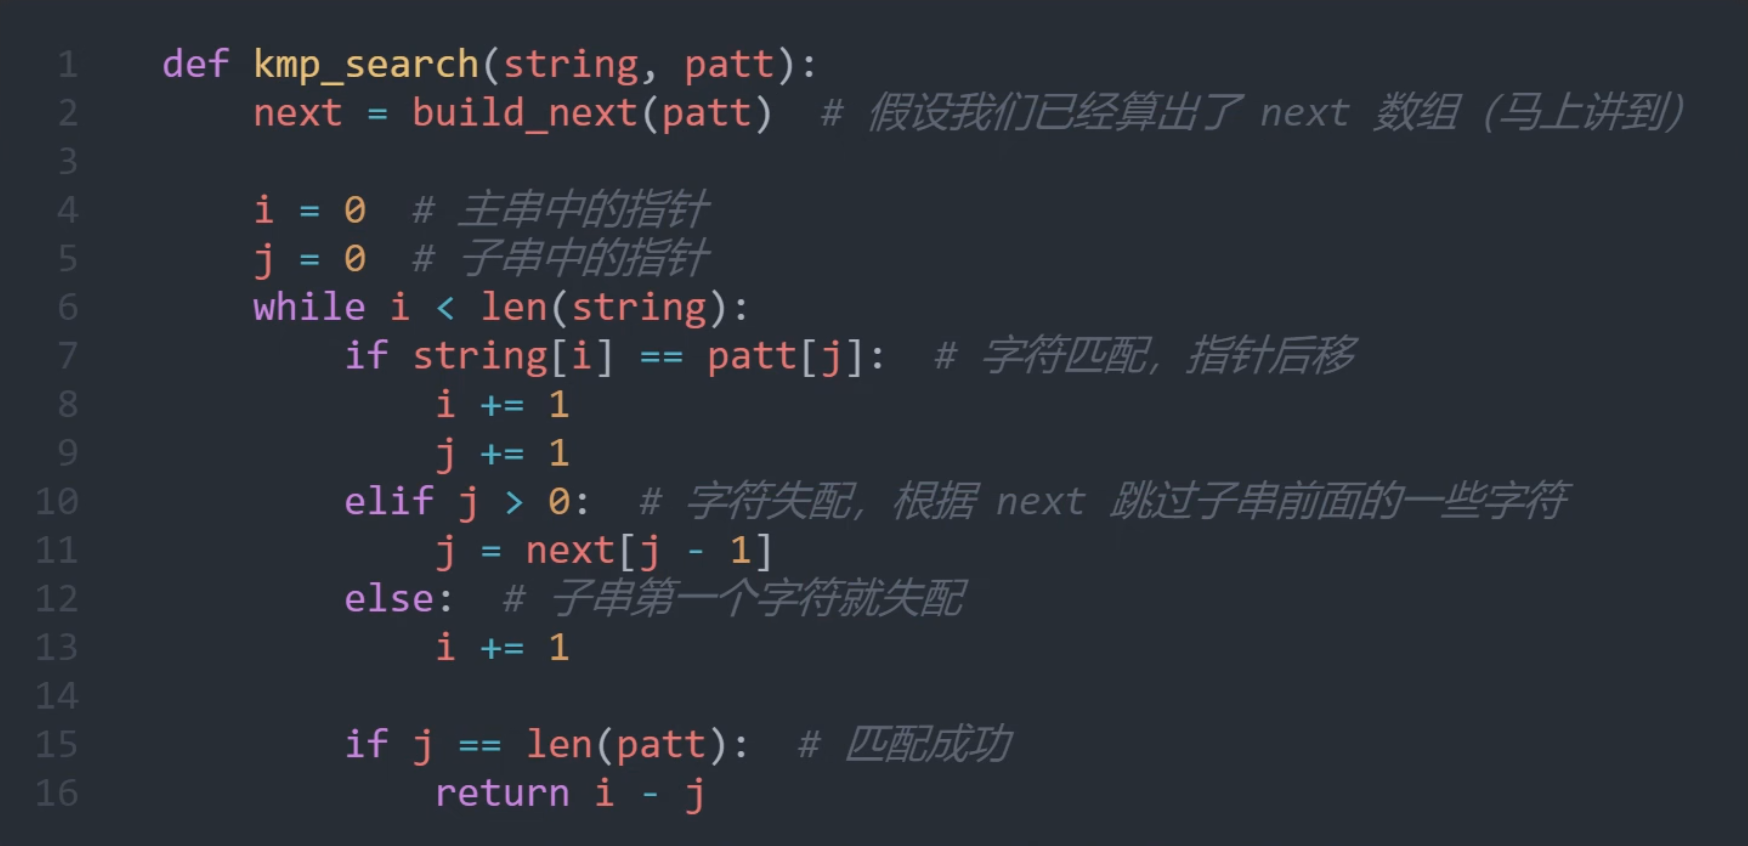 1 def kmp_search(string, patt):
2 next = build_next(patt) # 假设我们已经算出了 next 数组（马上讲到）
3
4 i = 0 # 主串中的指针
5 j = 0 # 子串中的指针
6 while i < len(string):
7 if string[i] == patt[j]: # 字符匹配，指针后移
8 i += 1
9 j += 1
10 elif j > 0: # 字符失配，根据 next 跳过子串前面的一些字符
11 j = next[j - 1]
12 else: # 子串第一个字符就失配
13 i += 1
14
15 if j == len(patt): # 匹配成功
16 return i - j